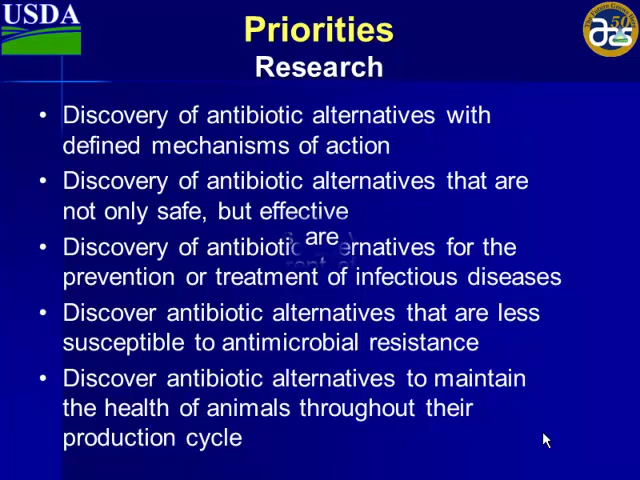 USDA
Priorities
Research
• Discovery of antibiotic alternatives with
defined mechanisms of action
• Discovery of antibiotic alternatives that are
not only safe, but effective
• Discovery of antibioti are ernatives for the
prevention or treatment of infectious diseases
• Discover antibiotic alternatives that are less
susceptible to antimicrobial resistance
• Discover antibiotic alternatives to maintain
the health of animals throughout their
production cycle